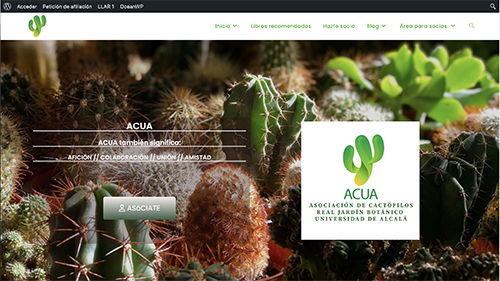 Acceder Petición de afiliación LLAR 1 OceanWP
Inicio Libros recomendados Hazte socio Blog Área para socios
ACUA
ACUA también significa:
AFICIÓN // COLABORACIÓN // UNIÓN // AMISTAD
ASÓCIATE
ACUA
ASOCIACIÓN DE CACTÓFILOS
REAL JARDÍN BOTÁNICO
UNIVERSIDAD DE ALCALÁ